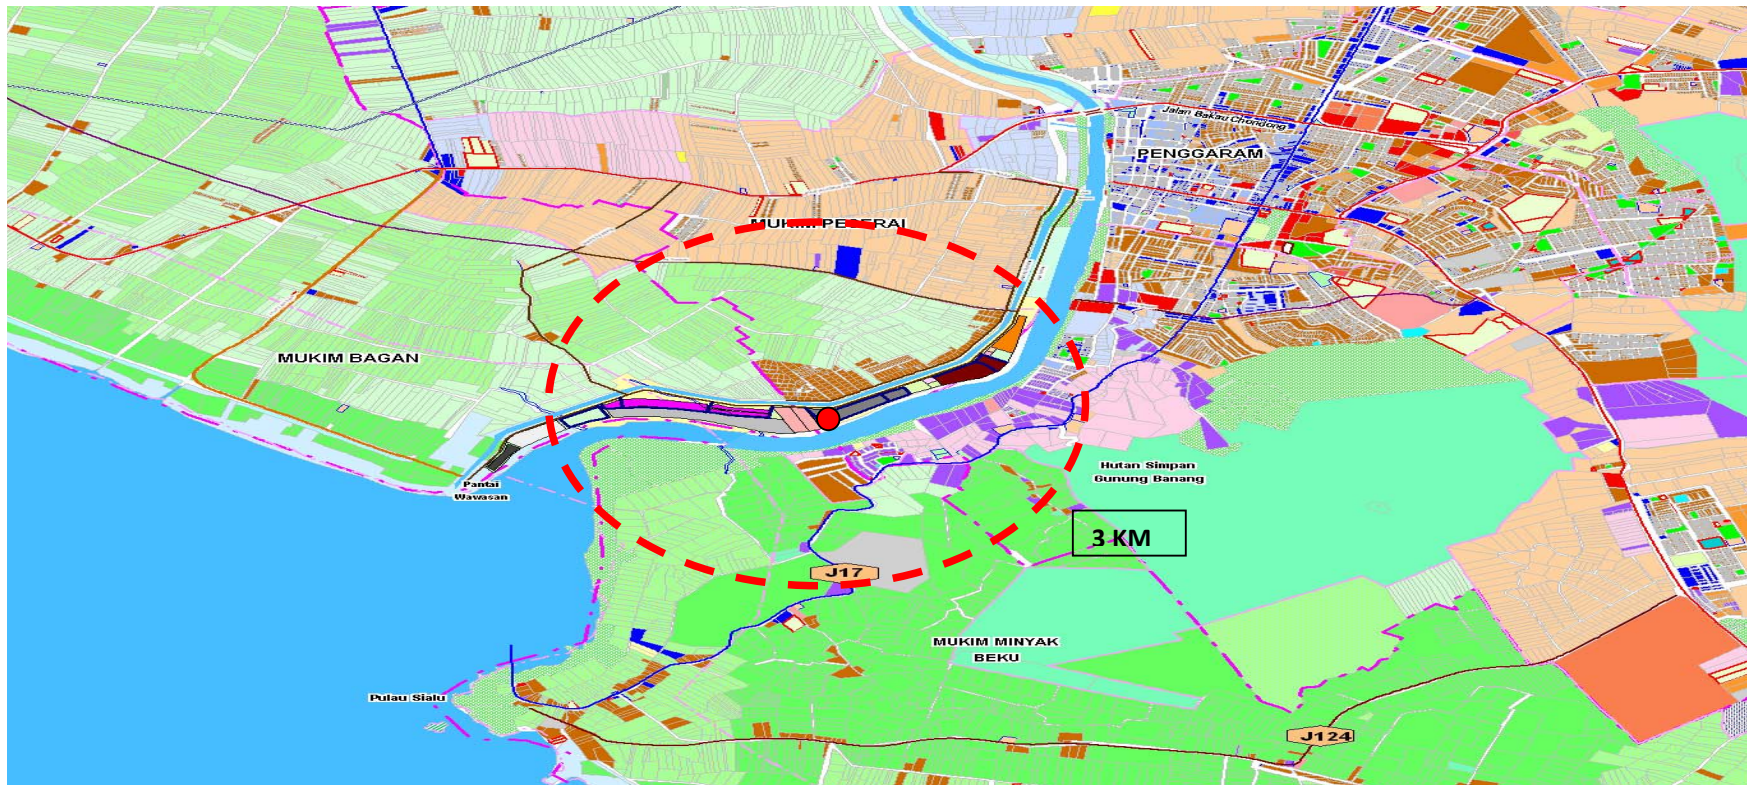 Jalan Bakau Chondong
PENGGARAM
MUKIM PESERAI
MUKIM BAGAN
Hutan Simpan
Gunung Banang
Pantai
Wawasan
3 KM
J17
MUKIM MINYAK
BEKU
Pulau Sialu
J124